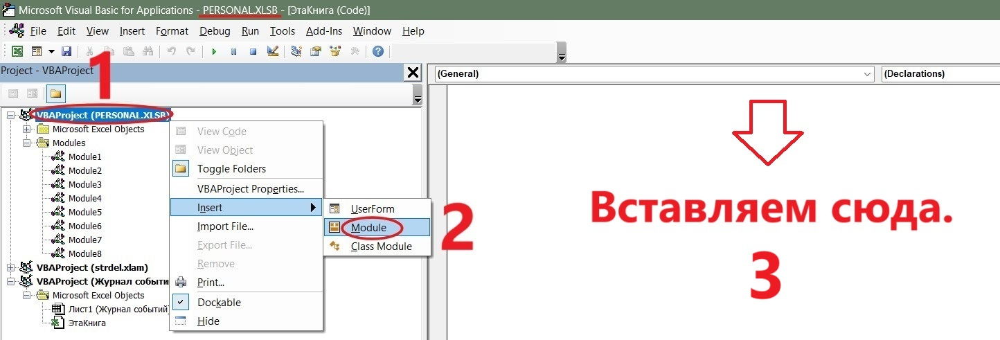 Microsoft Visual Basic for Applications - PERSONAL.XLSB - [ЭтаКнига (Code)]
File Edit View Insert Format Debug Run Tools Add-Ins Window Help
1
Project - VBAProject
(General) (Declarations)
VBAProject (PERSONAL.XLSB)
Microsoft Excel Objects
Modules
Module1
Module2
Module3
Module4
Module5
Module6
Module7
Module8
VBAProject (strdel.xlam)
VBAProject (Журнал событи
Microsoft Excel Objects
Лист1 (Журнал событий)
ЭтаКнига
View Code
View Object
Toggle Folders
VBAProject Properties...
Insert
Import File...
Export File...
Remove
Print...
Dockable
Hide
UserForm
Module
Class Module
2
Вставляем сюда.
3